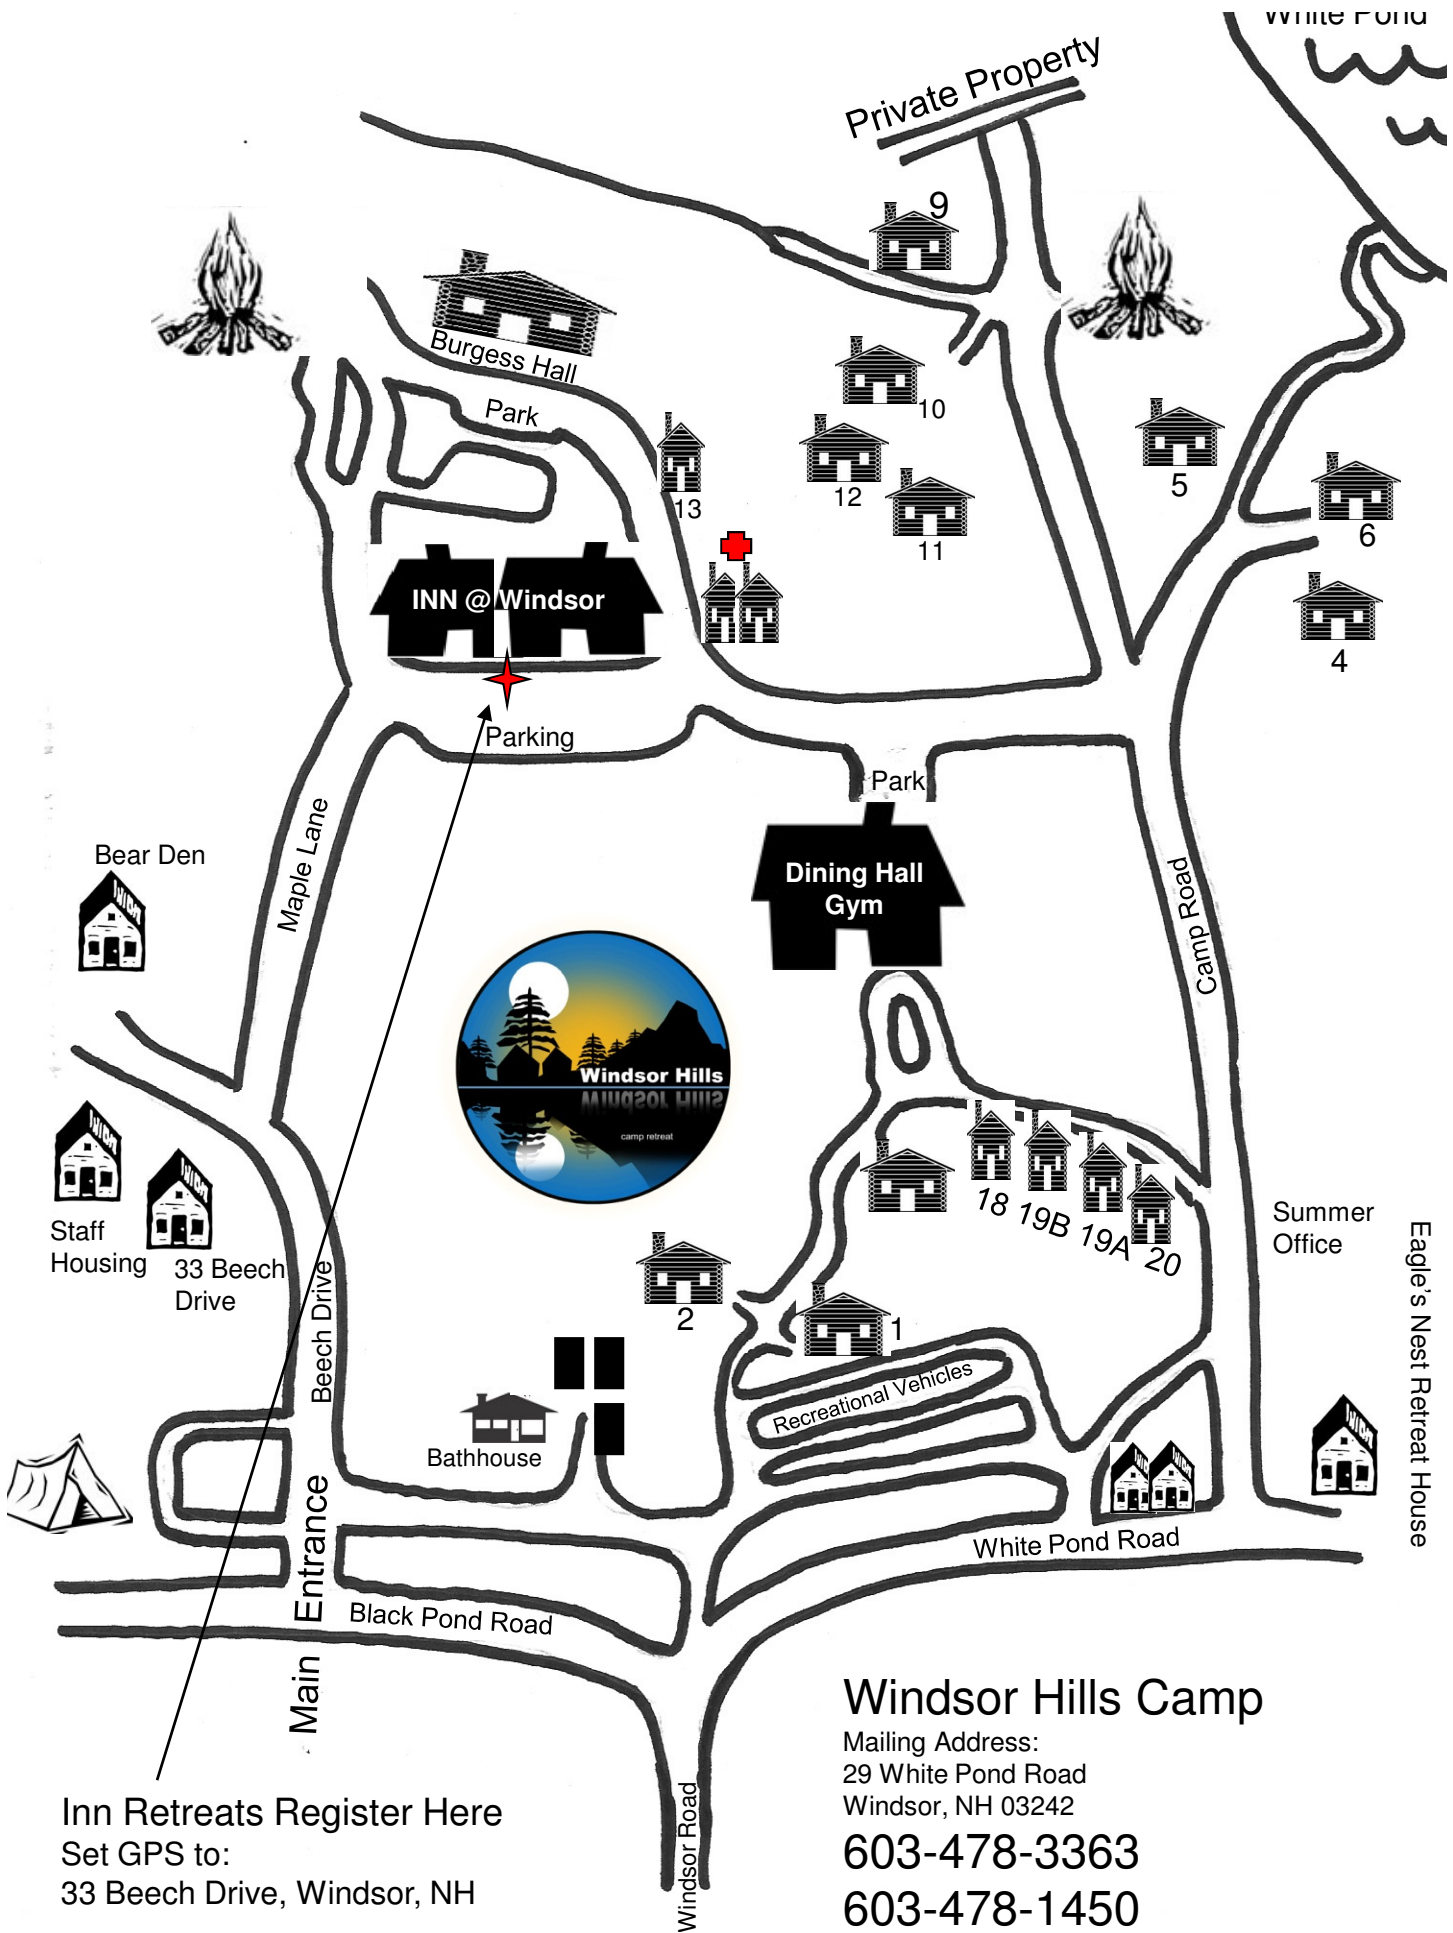 White Pond
Private Property
9
Burgess Hall
Park
10
5
12
13
11
6
INN @ Windsor
4
Parking
Park
Maple Lane
Bear Den
Dining Hall
Gym
Camp Road
Windsor Hills
Windsor Hills
camp retreat
18
19B
19A
20
Summer
Office
Staff
Housing
33 Beech
Drive
Beech Drive
Eagle's Nest Retreat House
2
1
Recreational Vehicles
Bathhouse
White Pond Road
Main Entrance
Black Pond Road
Windsor Road
Inn Retreats Register Here
Set GPS to:
33 Beech Drive, Windsor, NH
Windsor Hills Camp
Mailing Address:
29 White Pond Road
Windsor, NH 03242
603-478-3363
603-478-1450